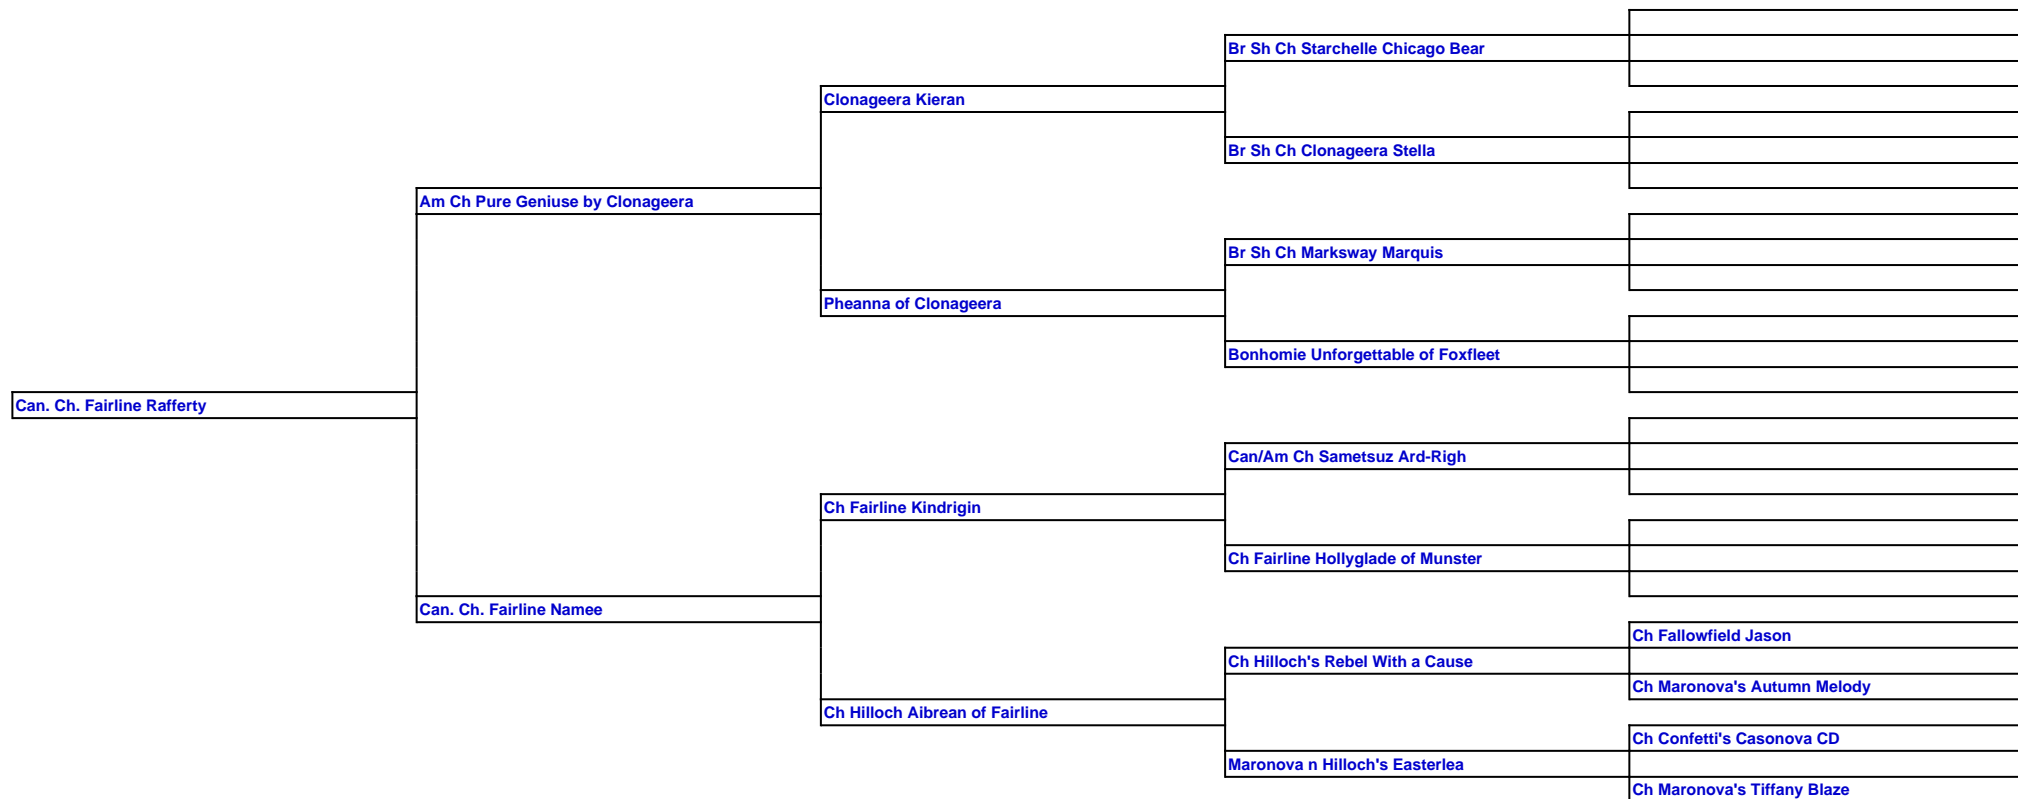 Br Sh Ch Starchelle Chicago Bear
Clonageera Kieran
Br Sh Ch Clonageera Stella
Am Ch Pure Geniuse by Clonageera
Br Sh Ch Marksway Marquis
Pheanna of Clonageera
Bonhomie Unforgettable of Foxfleet
Can. Ch. Fairline Rafferty
Can/Am Ch Sametsuz Ard-Righ
Ch Fairline Kindrigin
Ch Fairline Hollyglade of Munster
Can. Ch. Fairline Namee
Ch Fallowfield Jason
Ch Hilloch's Rebel With a Cause
Ch Maronova's Autumn Melody
Ch Hilloch Aibrean of Fairline
Ch Confetti's Casonova CD
Maronova n Hilloch's Easterlea
Ch Maronova's Tiffany Blaze